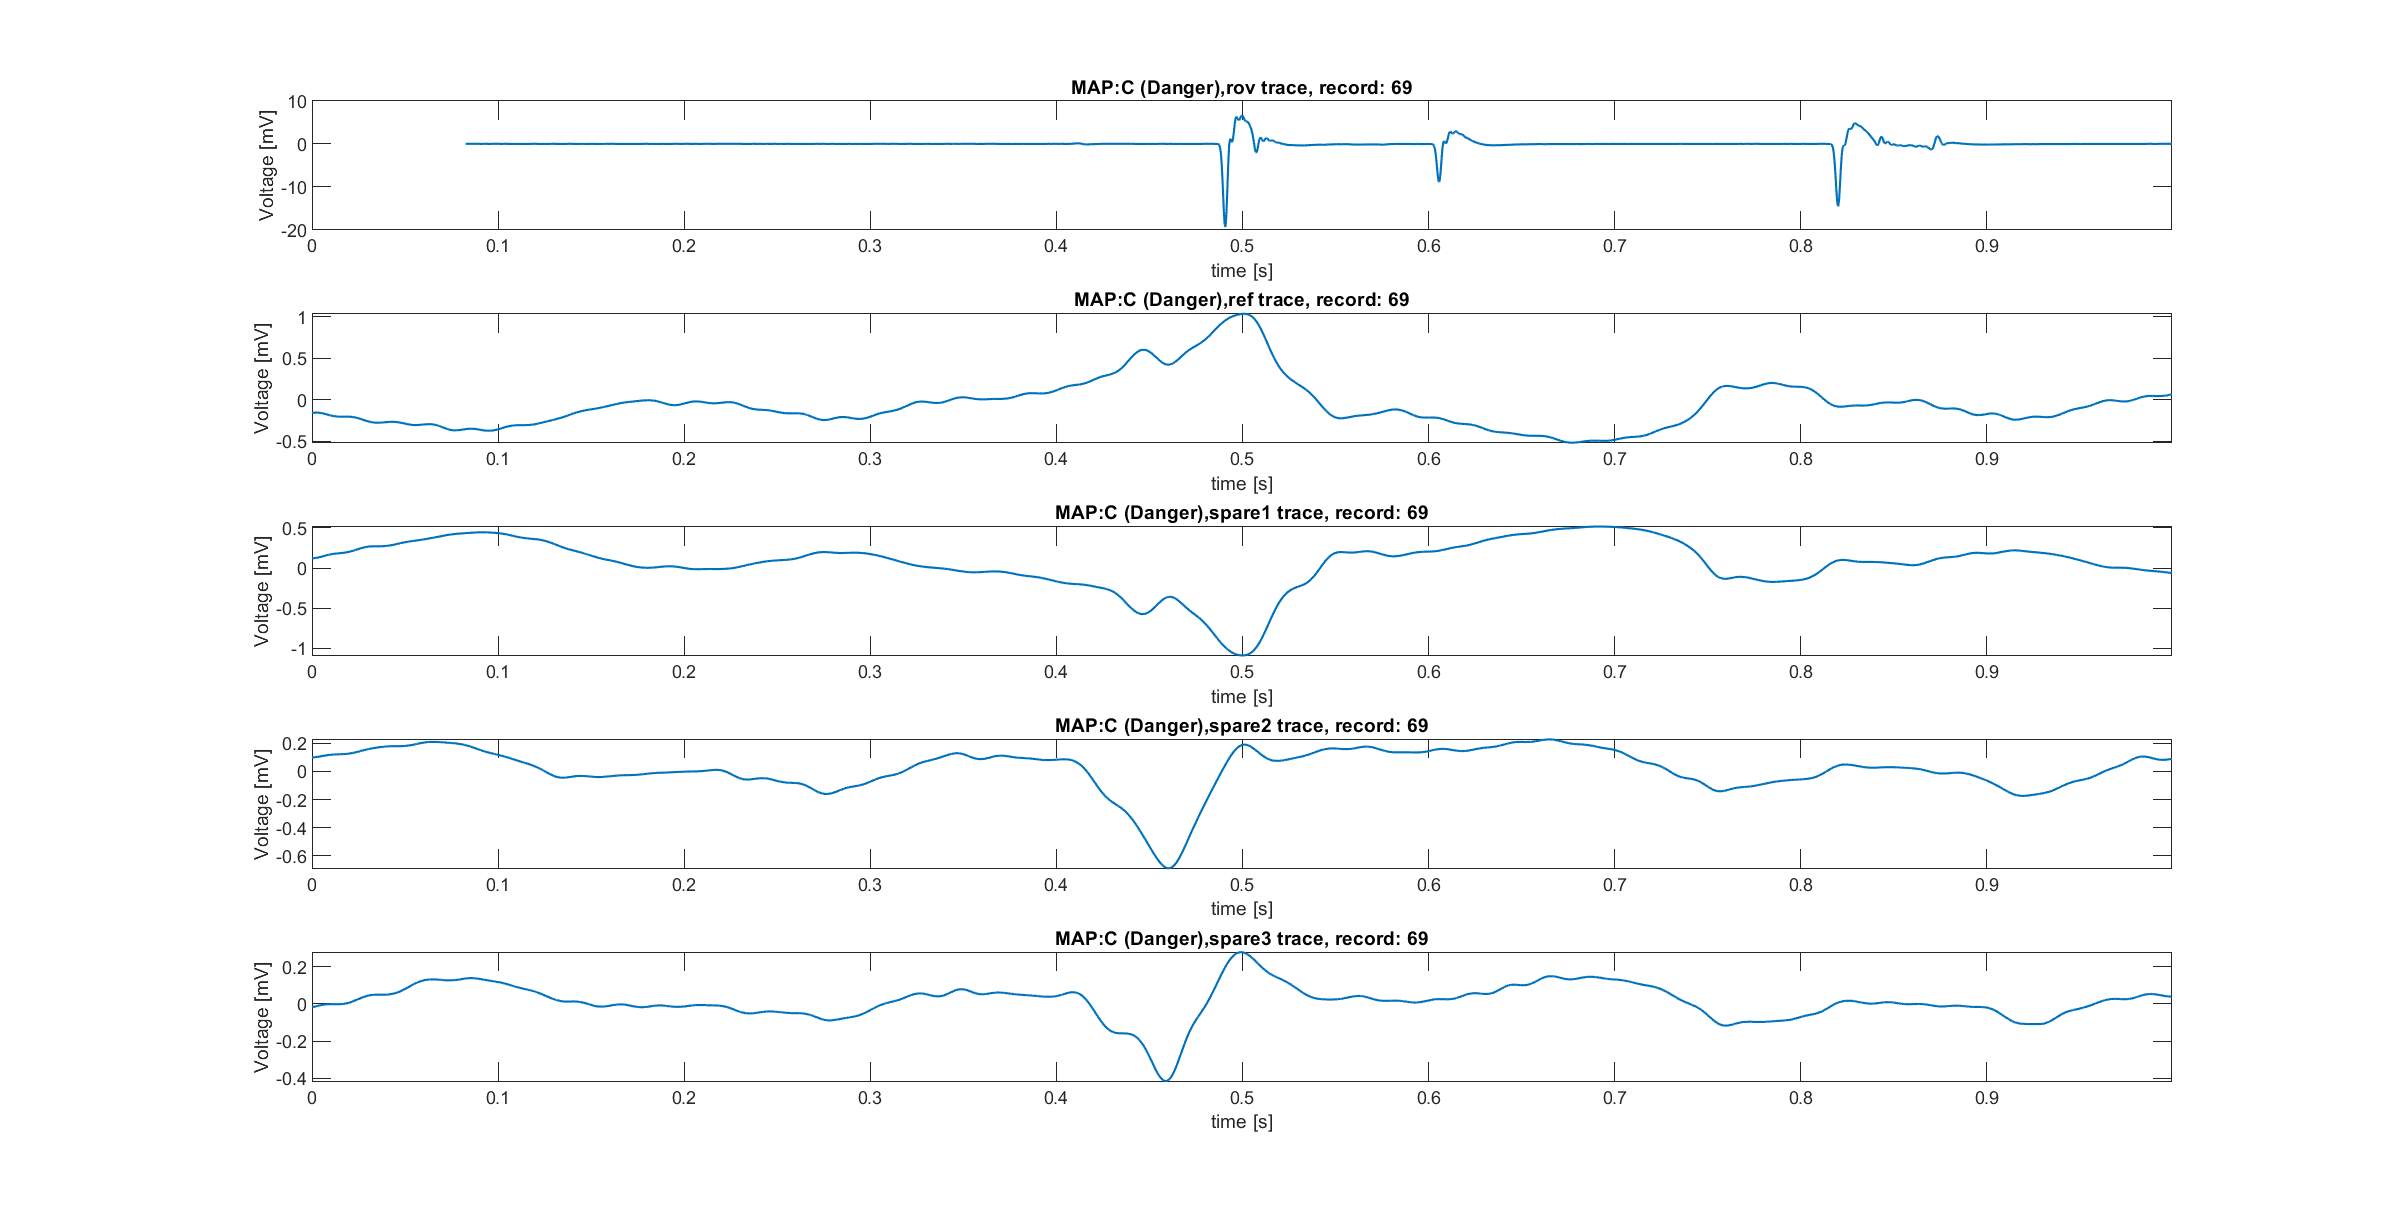 MAP:C (Danger),rov trace, record: 69
Voltage [mV]
10
0
-10
-20
0 0.1 0.2 0.3 0.4 0.5 0.6 0.7 0.8 0.9
time [s]
MAP:C (Danger),ref trace, record: 69
Voltage [mV]
1
0.5
0
-0.5
0 0.1 0.2 0.3 0.4 0.5 0.6 0.7 0.8 0.9
time [s]
MAP:C (Danger),spare1 trace, record: 69
Voltage [mV]
0.5
0
-0.5
-1
0 0.1 0.2 0.3 0.4 0.5 0.6 0.7 0.8 0.9
time [s]
MAP:C (Danger),spare2 trace, record: 69
Voltage [mV]
0.2
0
-0.2
-0.4
-0.6
0 0.1 0.2 0.3 0.4 0.5 0.6 0.7 0.8 0.9
time [s]
MAP:C (Danger),spare3 trace, record: 69
Voltage [mV]
0.2
0
-0.2
-0.4
0 0.1 0.2 0.3 0.4 0.5 0.6 0.7 0.8 0.9
time [s]